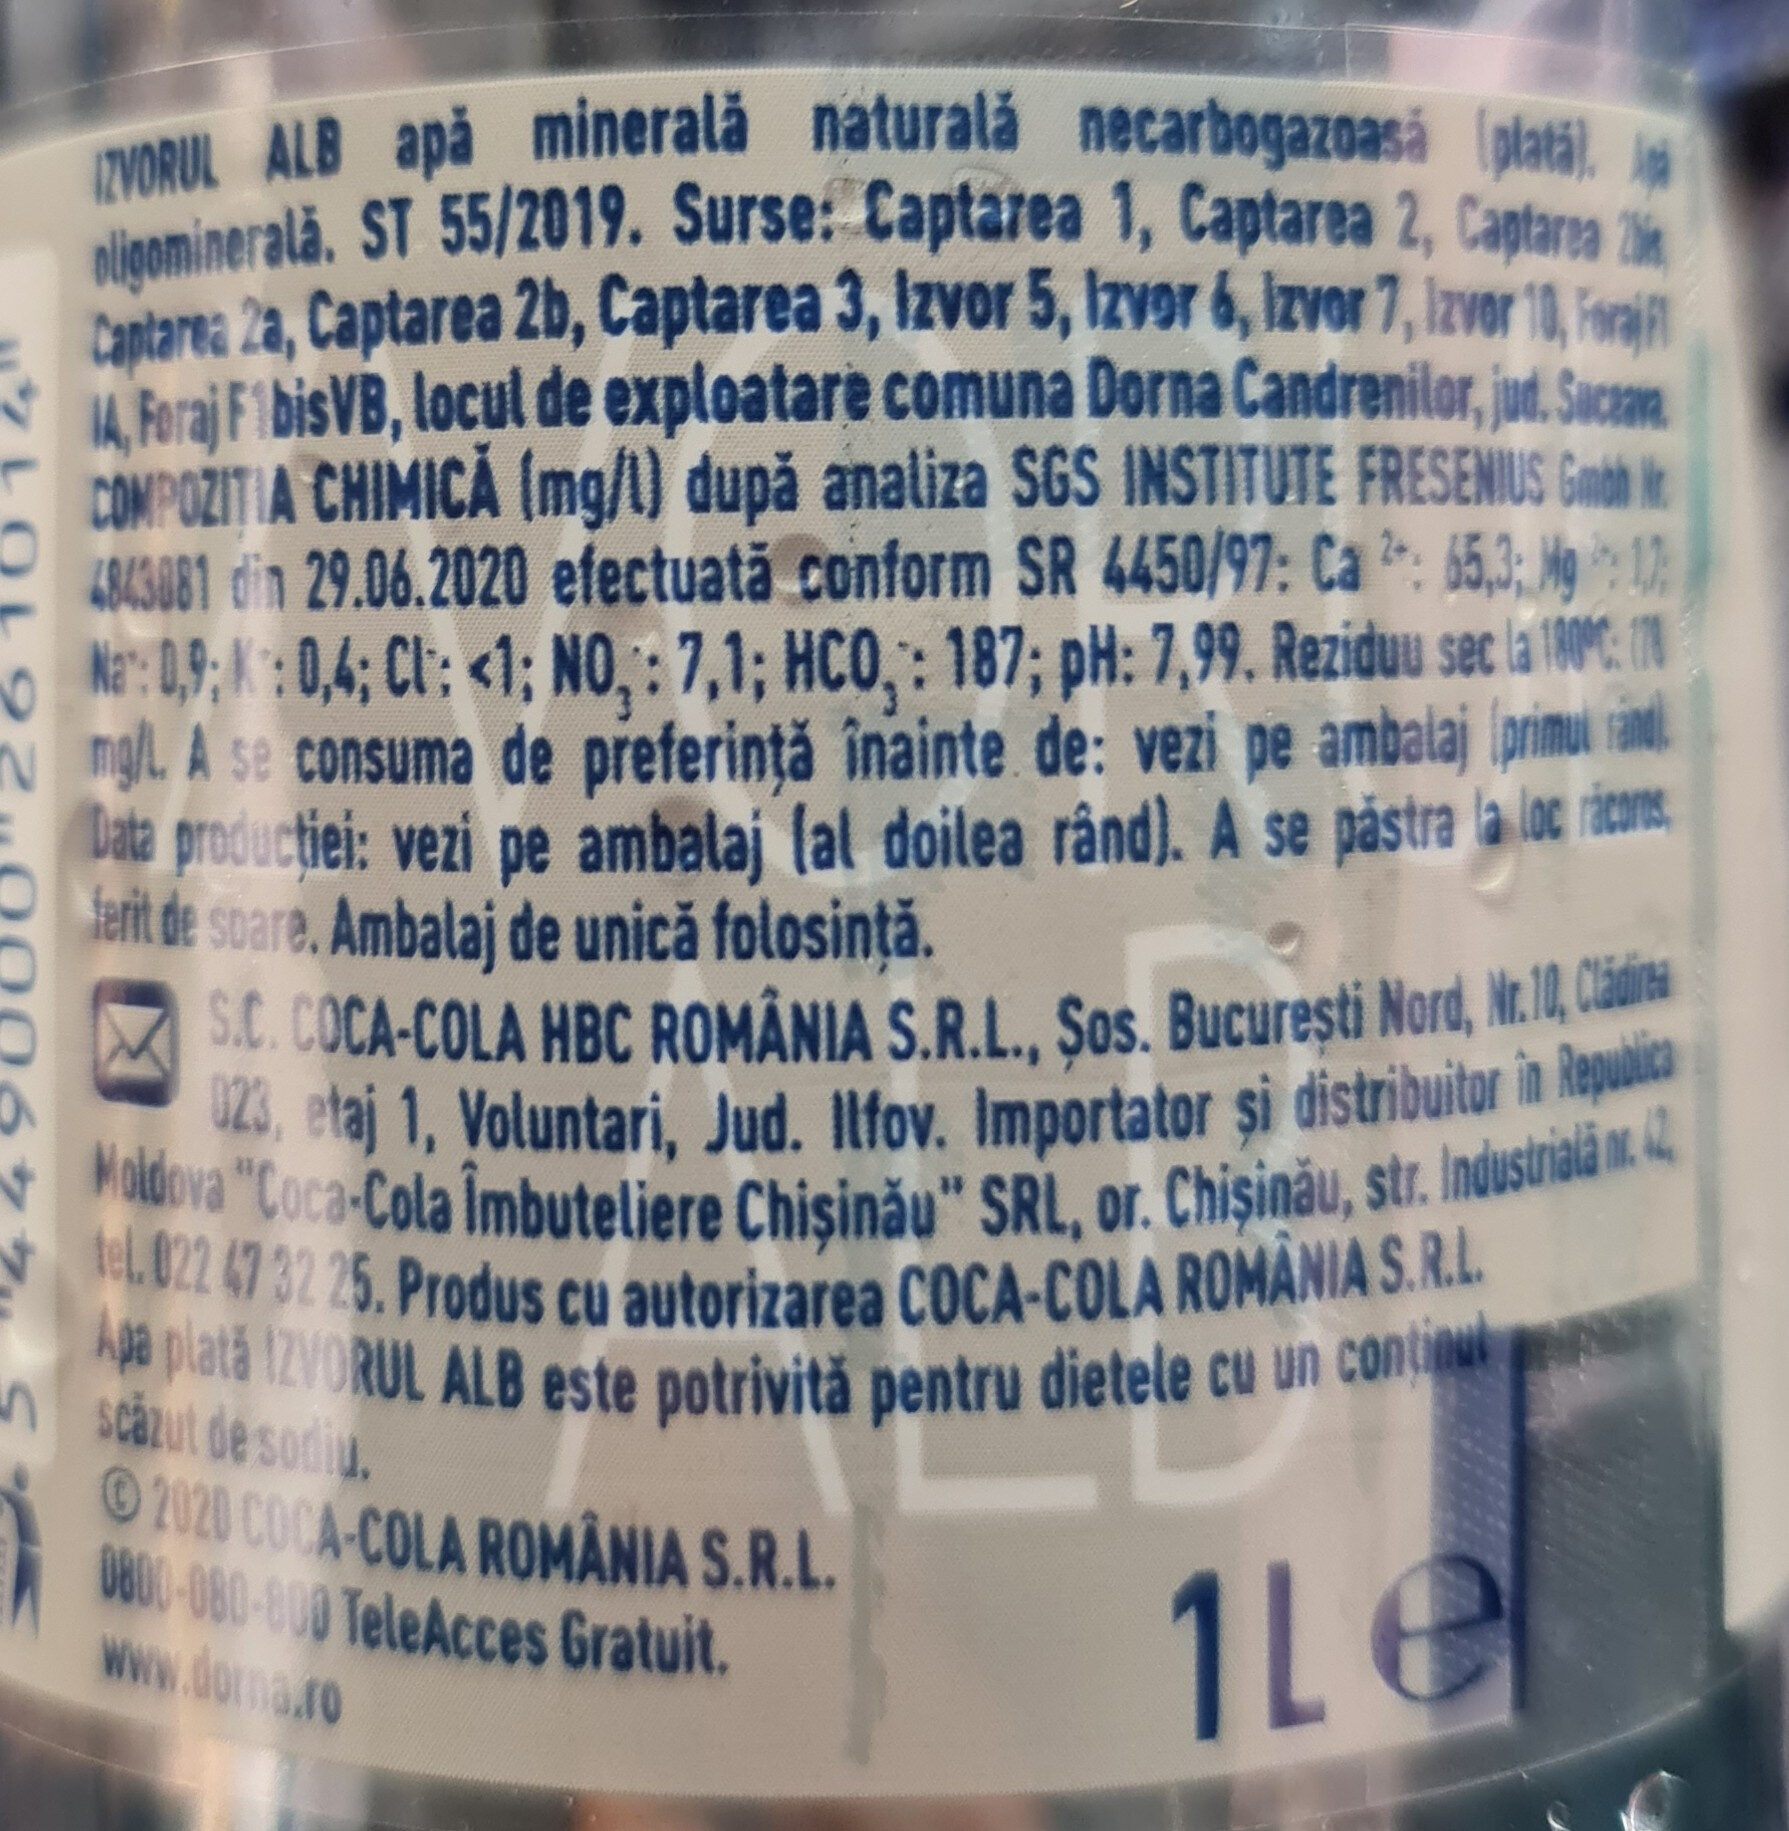 IZVORUL ALB apă minerală naturală necarbogazoasă (plată). Apă
oligominerală. ST 55/2019. Surse: Captarea 1, Captarea 2, Captarea 2bis,
Captarea 2a, Captarea 2b, Captarea 3, Izvor 5, Izvor 6, Izvor 7, Izvor 10, Foraj F1
IA, Foraj F1bisVB, locul de exploatare comuna Dorna Candrenilor, jud. Suceava.
COMPOZIȚIA CHIMICĂ (mg/l) după analiza SGS INSTITUTE FRESENIUS Gmbh Nr.
4843081 din 29.06.2020 efectuată conform SR 4450/97: Ca²⁺: 65,3; Mg²⁺: 1,7;
Na⁺: 0,9; K⁺: 0,4; Cl⁻: <1; NO₃⁻: 7,1; HCO₃⁻: 187; pH: 7,99. Reziduu sec la 180ºC:
mg/l. A se consuma de preferință înainte de: vezi pe ambalaj (primul rând).
Data producției: vezi pe ambalaj (al doilea rând). A se păstra la loc răcoros,
ferit de soare. Ambalaj de unică folosință.
S.C. COCA-COLA HBC ROMÂNIA S.R.L., Șos. București Nord, Nr.10, Clădirea
023, etaj 1, Voluntari, Jud. Ilfov. Importator și distribuitor în Republica
Moldova "Coca-Cola Îmbuteliere Chișinău" SRL, or. Chișinău, str. Industrială nr. 42,
tel. 022 47 32 25. Produs cu autorizarea COCA-COLA ROMÂNIA S.R.L.
Apa plată IZVORUL ALB este potrivită pentru dietele cu un conținut
scăzut de sodiu.
© 2020 COCA-COLA ROMÂNIA S.R.L.
0800-080-800 TeleAcces Gratuit.
www.dorna.ro
1L e
5 "449000" 261014"
IZVORUL
ALB